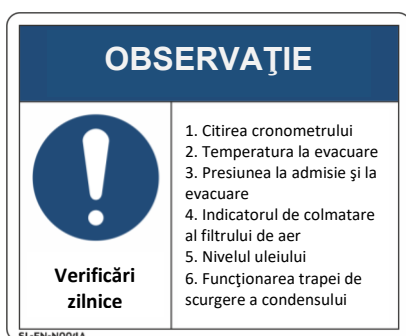 OBSERVAŢIE
Verificări
zilnice
1. Citirea cronometrului
2. Temperatura la evacuare
3. Presiunea la admisie şi la
evacuare
4. Indicatorul de colmatare
al filtrului de aer
5. Nivelul uleiului
6. Funcţionarea trapei de
scurgere a condensului